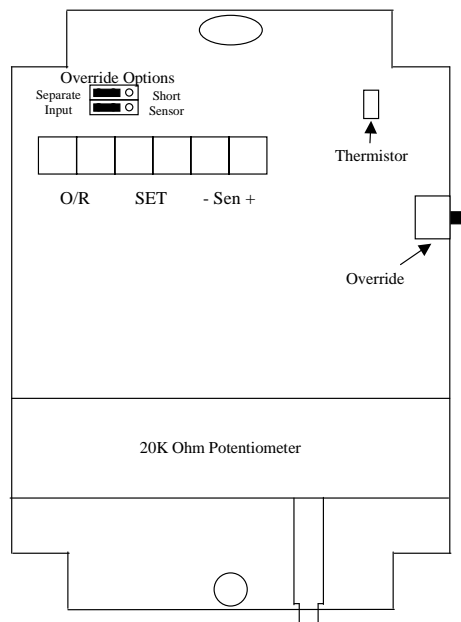 Override Options
Separate Input
Short Sensor
O/R SET - Sen +
Thermistor
Override
20K Ohm Potentiometer